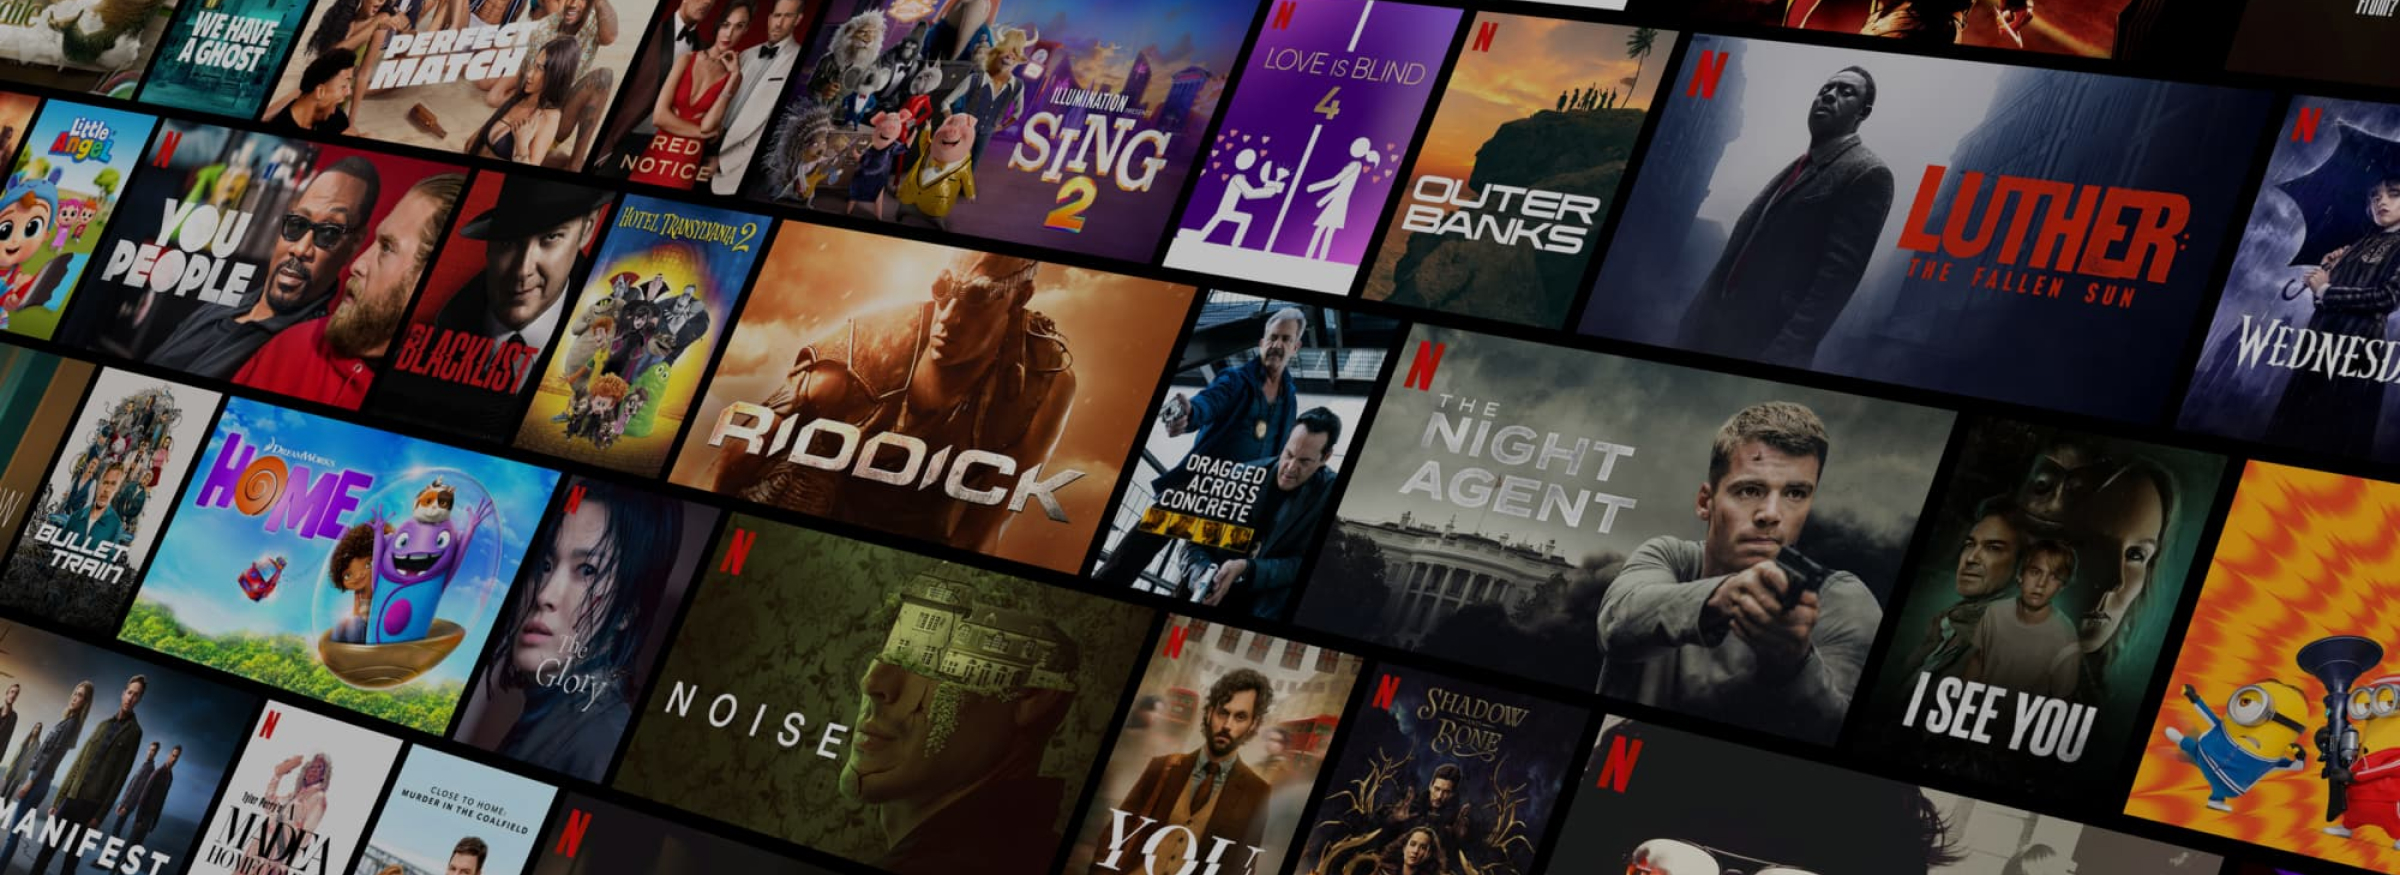 WE HAVE
A GHOST
PERFECT
MATCH
RED
NOTICE
ILLUMINATION
SING
2
N
LOVE IS BLIND
4
N
OUTER
BANKS
N
LUTHER:
THE FALLEN SUN
N
WEDNESD
Little
Angel
N
YOU
PEOPLE
BLACKLIST
HOTEL TRANSYLVANIA 2
RIDDICK
DRAGGED
ACROSS
CONCRETE
N
THE
NIGHT
AGENT
I SEE YOU
W
BULLET
TRAIN
DREAMWORKS
HOME
N
The
Glory
N
NOISE
N
YOU
N
SHADOW
AND
BONE
N
MANIFEST
N
Tyler Perry's
A
MADEA
HOMECO
CLOSE TO HOME:
MURDER IN THE COALFIELD
N